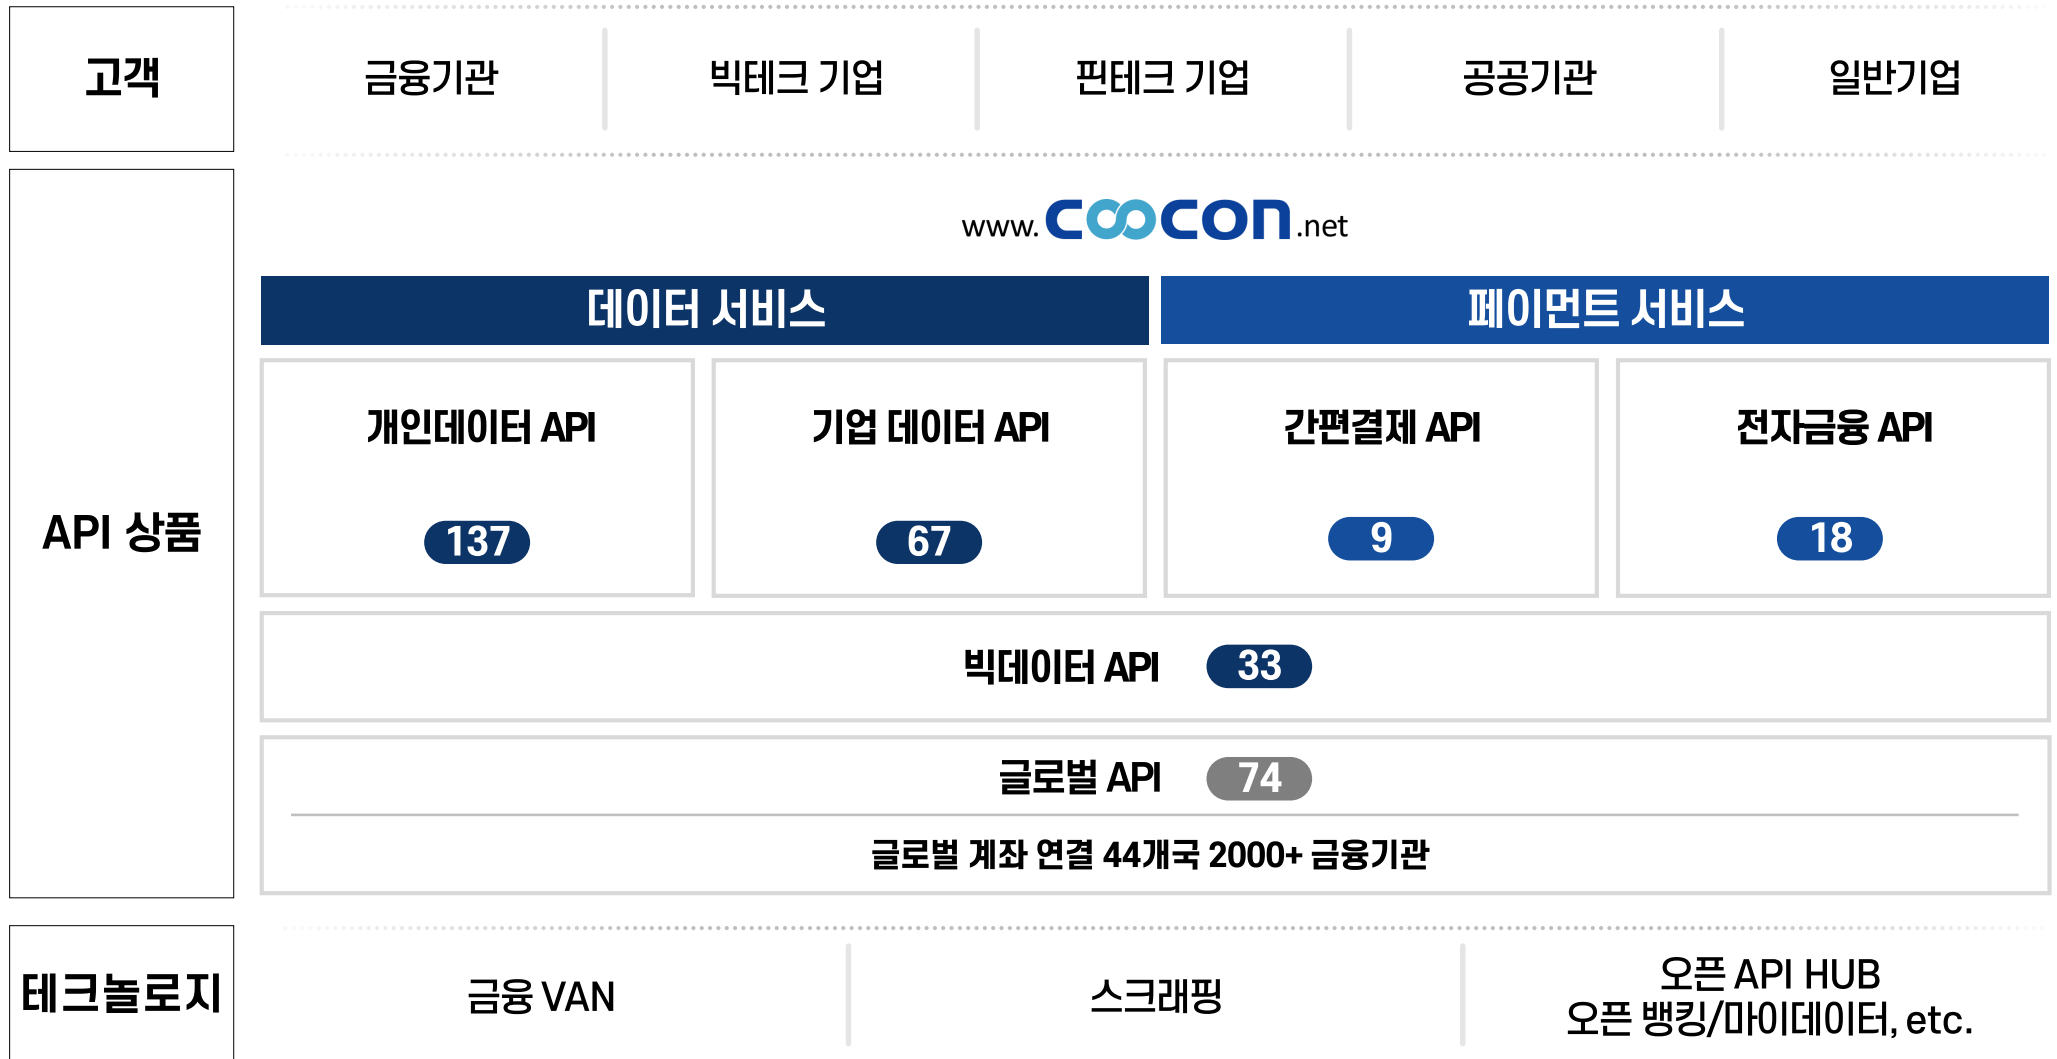 고객
금융기관
빅테크 기업
핀테크 기업
공공기관
일반기업
API 상품
www.coocon.net
데이터 서비스
페이먼트 서비스
개인데이터 API
137
기업 데이터 API
67
간편결제 API
9
전자금융 API
18
빅데이터 API 33
글로벌 API 74
글로벌 계좌 연결 44개국 2000+ 금융기관
테크놀로지
금융 VAN
스크래핑
오픈 API HUB
오픈 뱅킹/마이데이터, etc.